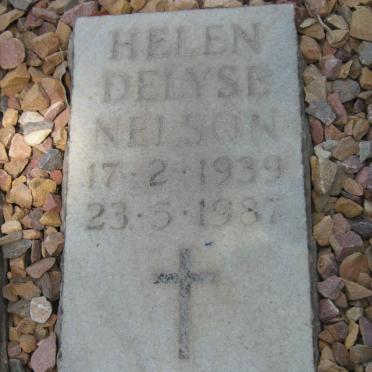 HELEN
DELYSE
NELSON
17·2·1939
23·5·1987